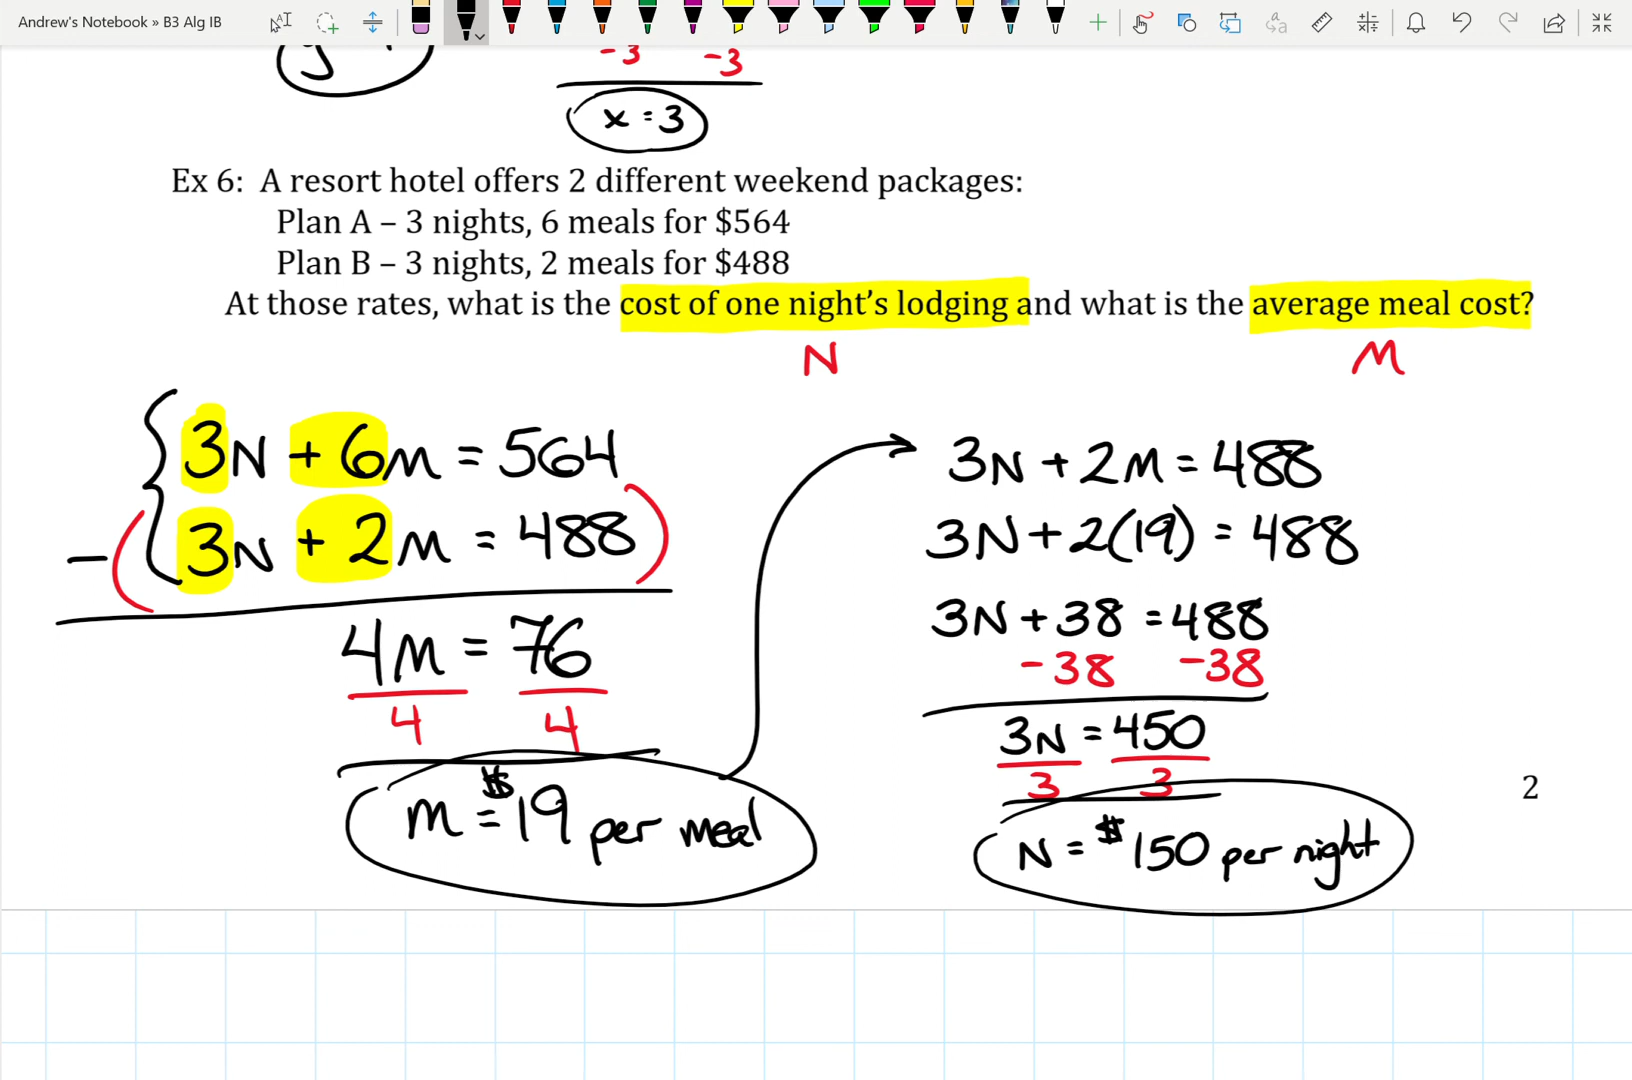 Andrew's Notebook » B3 Alg IB
-3 -3
x = 3
Ex 6: A resort hotel offers 2 different weekend packages:
Plan A – 3 nights, 6 meals for $564
Plan B – 3 nights, 2 meals for $488
At those rates, what is the cost of one night's lodging and what is the average meal cost?
N M
3N + 6M = 564
- (3N + 2M = 488)
4M = 76
4 4
M = $19 per meal
3N + 2M = 488
3N + 2(19) = 488
3N + 38 = 488
-38 -38
3N = 450
3 3
N = $150 per night
2